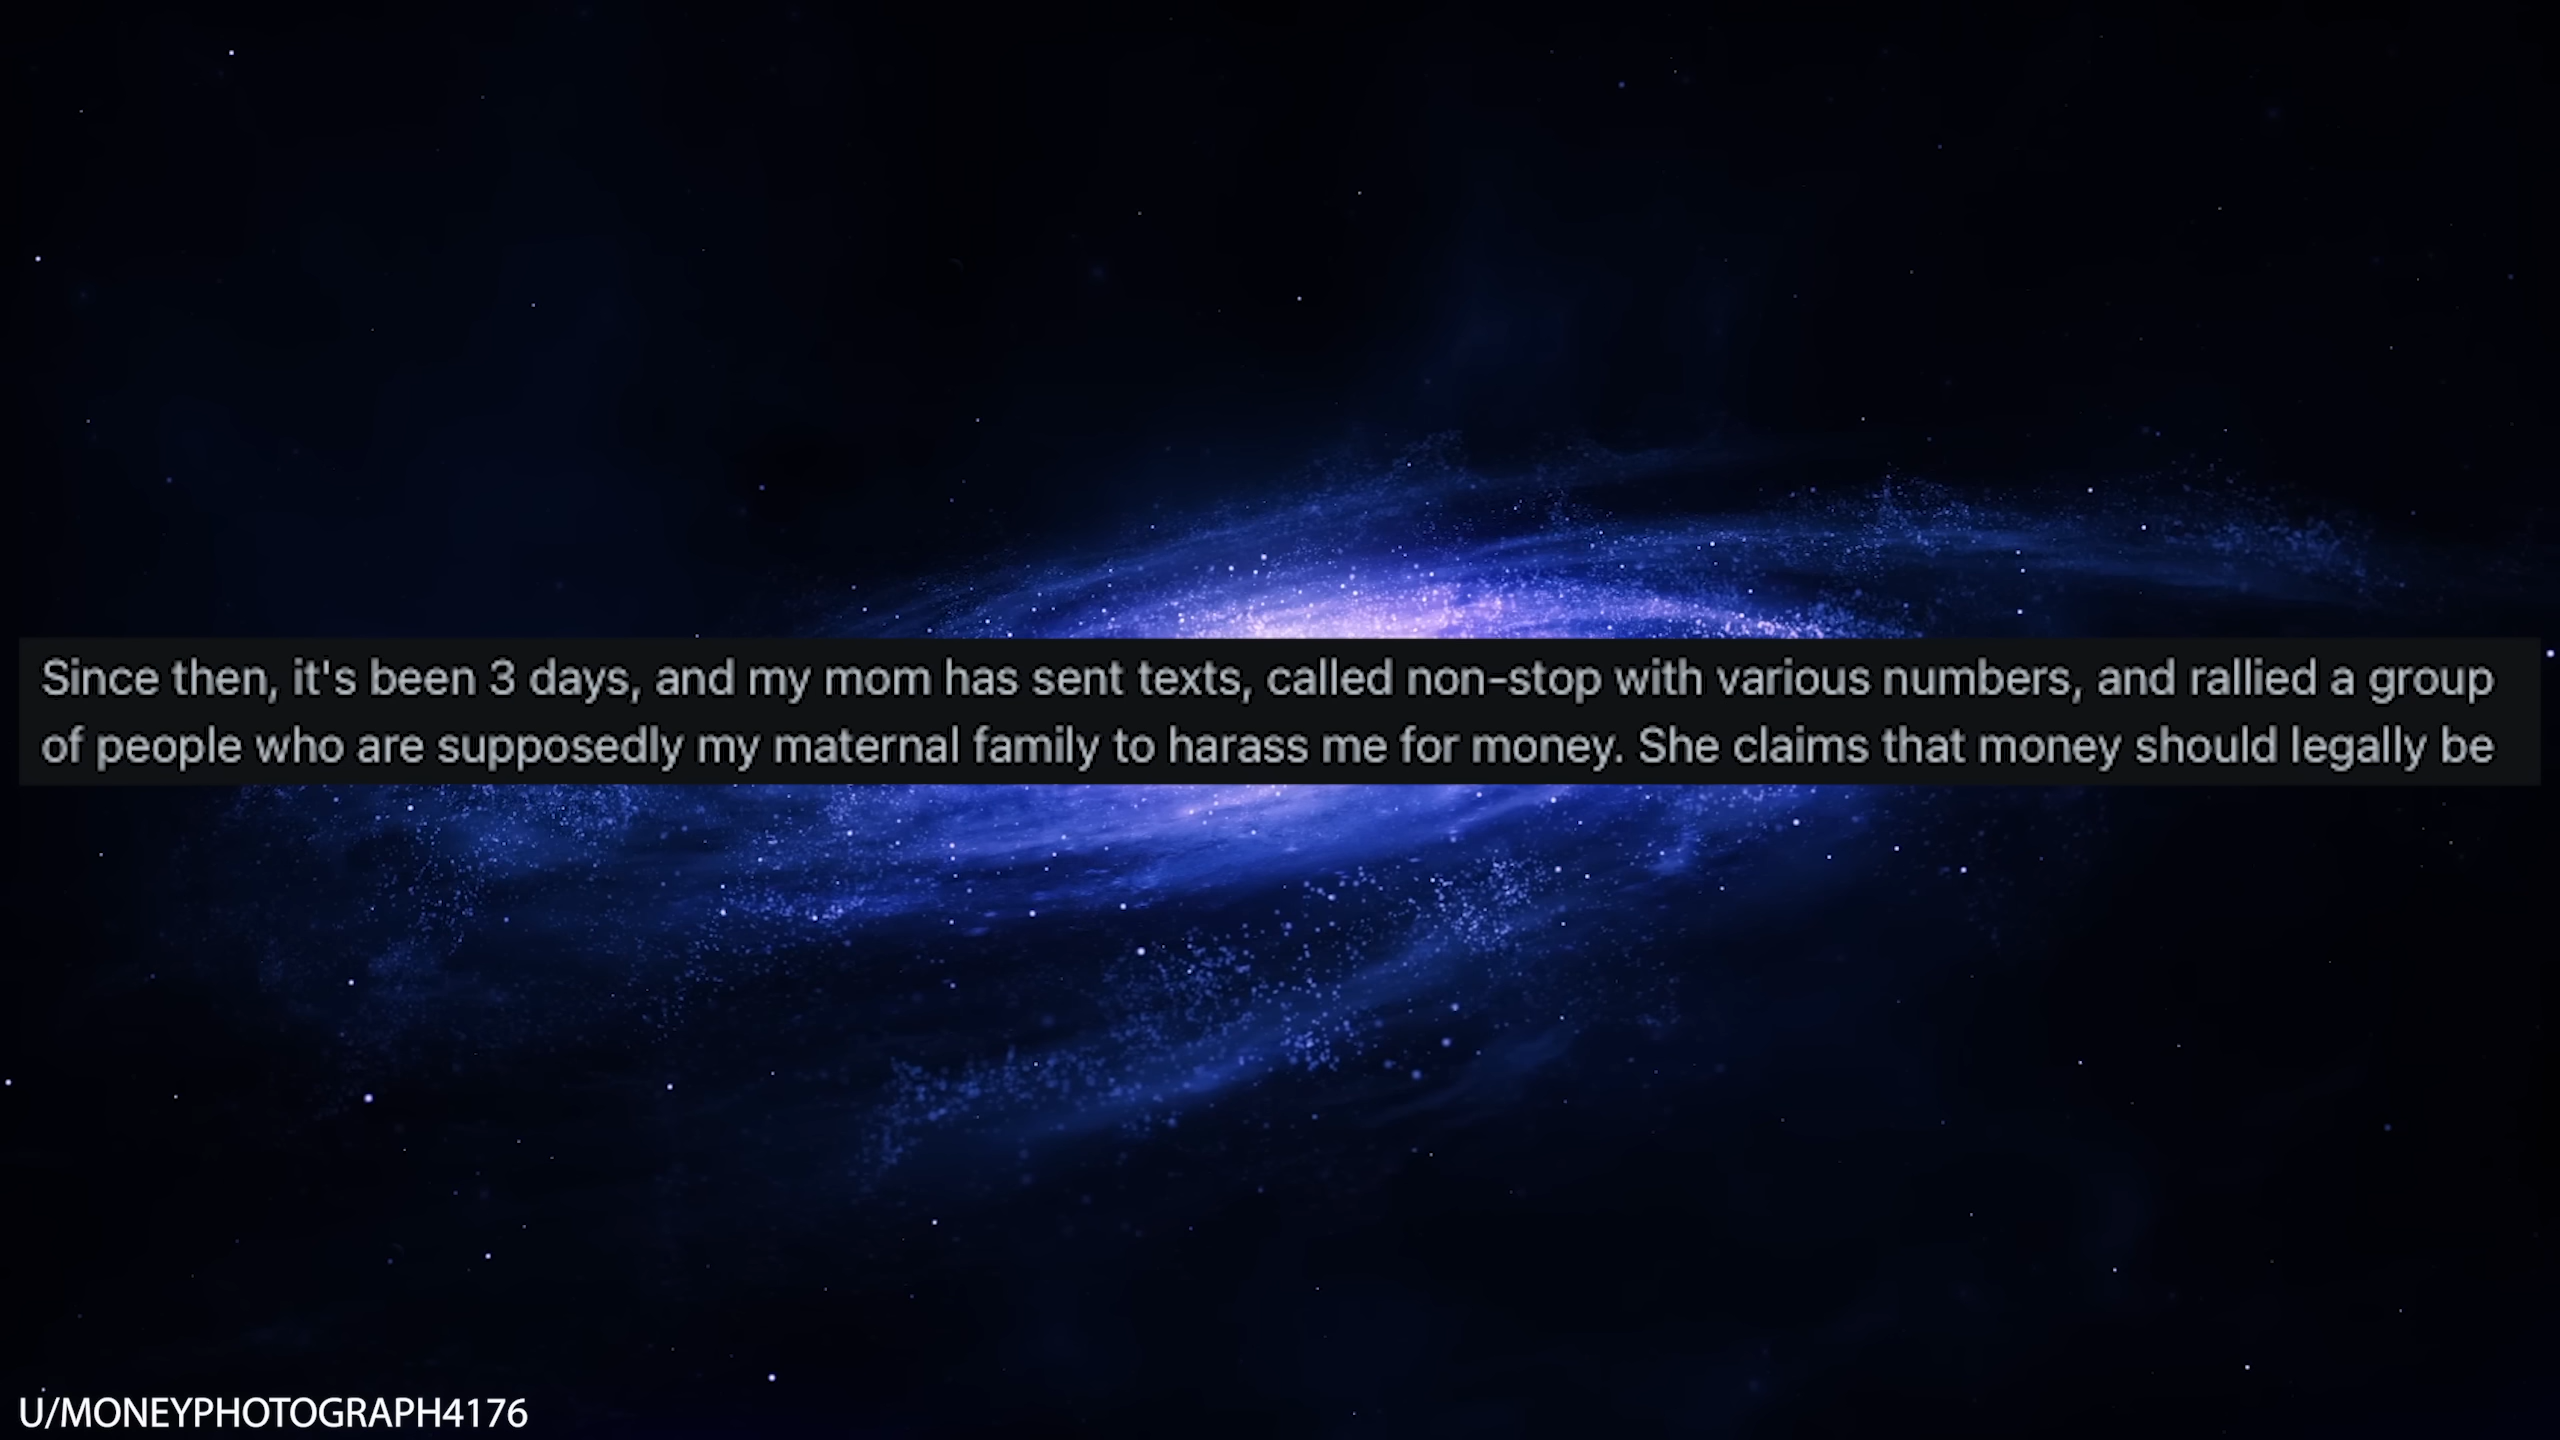 Since then, it's been 3 days, and my mom has sent texts, called non-stop with various numbers, and rallied a group
of people who are supposedly my maternal family to harass me for money. She claims that money should legally be
U/MONEYPHOTOGRAPH4176